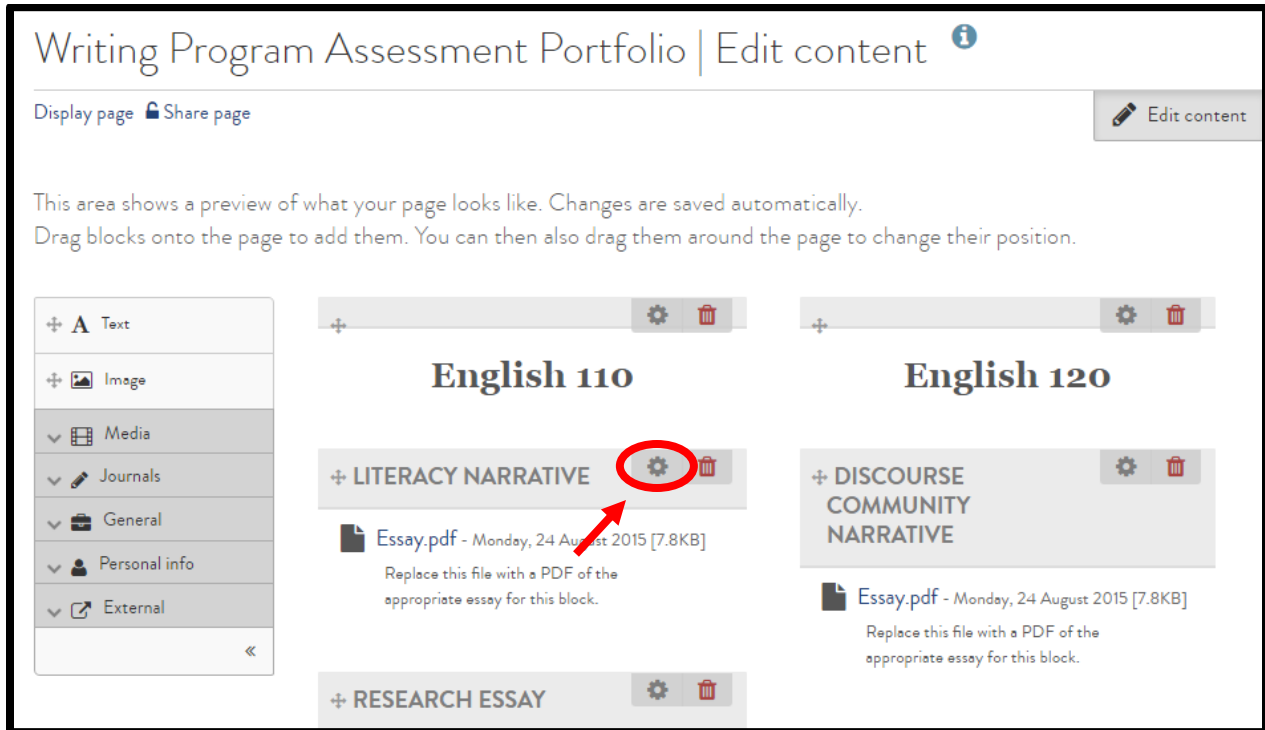 Writing Program Assessment Portfolio | Edit content
Display page Share page
Edit content
This area shows a preview of what your page looks like. Changes are saved automatically.
Drag blocks onto the page to add them. You can then also drag them around the page to change their position.
Text
Image
Media
Journals
General
Personal info
External
«
English 110
LITERACY NARRATIVE
Essay.pdf - Monday, 24 August 2015 [7.8KB]
Replace this file with a PDF of the
appropriate essay for this block.
RESEARCH ESSAY
English 120
DISCOURSE
COMMUNITY
NARRATIVE
Essay.pdf - Monday, 24 August 2015 [7.8KB]
Replace this file with a PDF of the
appropriate essay for this block.